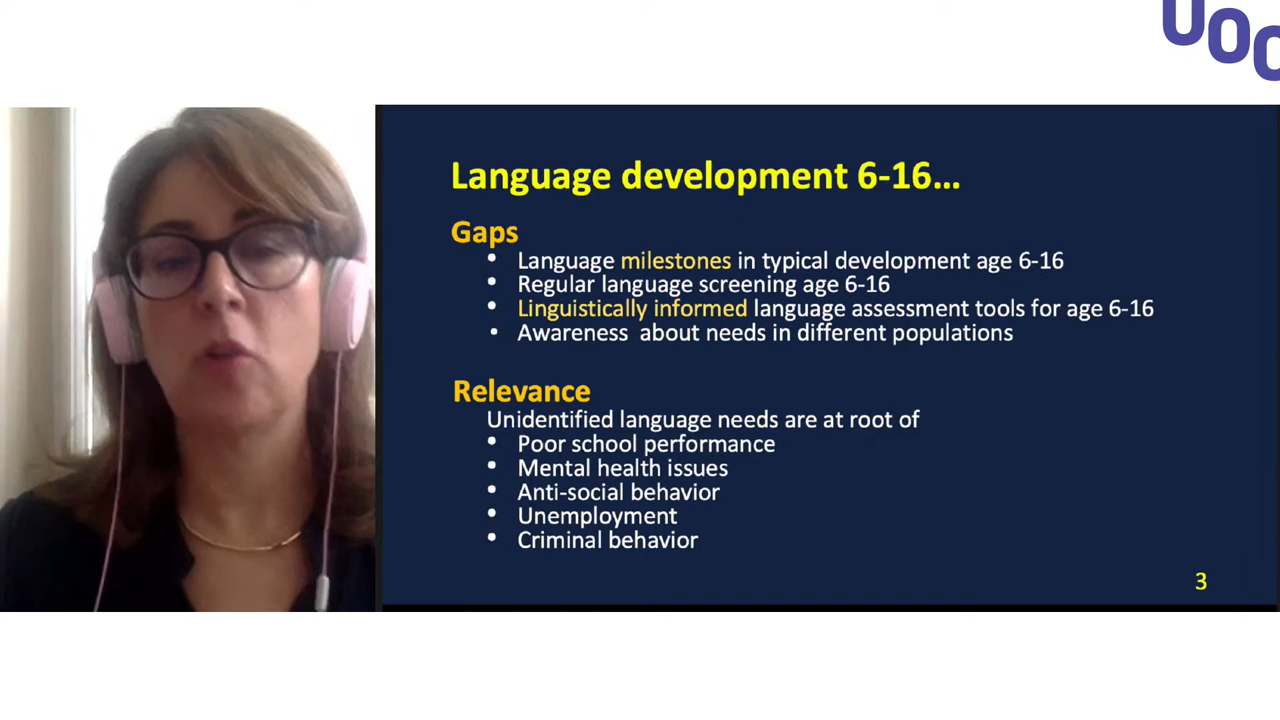 UOC
Language development 6-16...
Gaps
• Language milestones in typical development age 6-16
• Regular language screening age 6-16
• Linguistically informed language assessment tools for age 6-16
• Awareness about needs in different populations
Relevance
Unidentified language needs are at root of
• Poor school performance
• Mental health issues
• Anti-social behavior
• Unemployment
• Criminal behavior
3